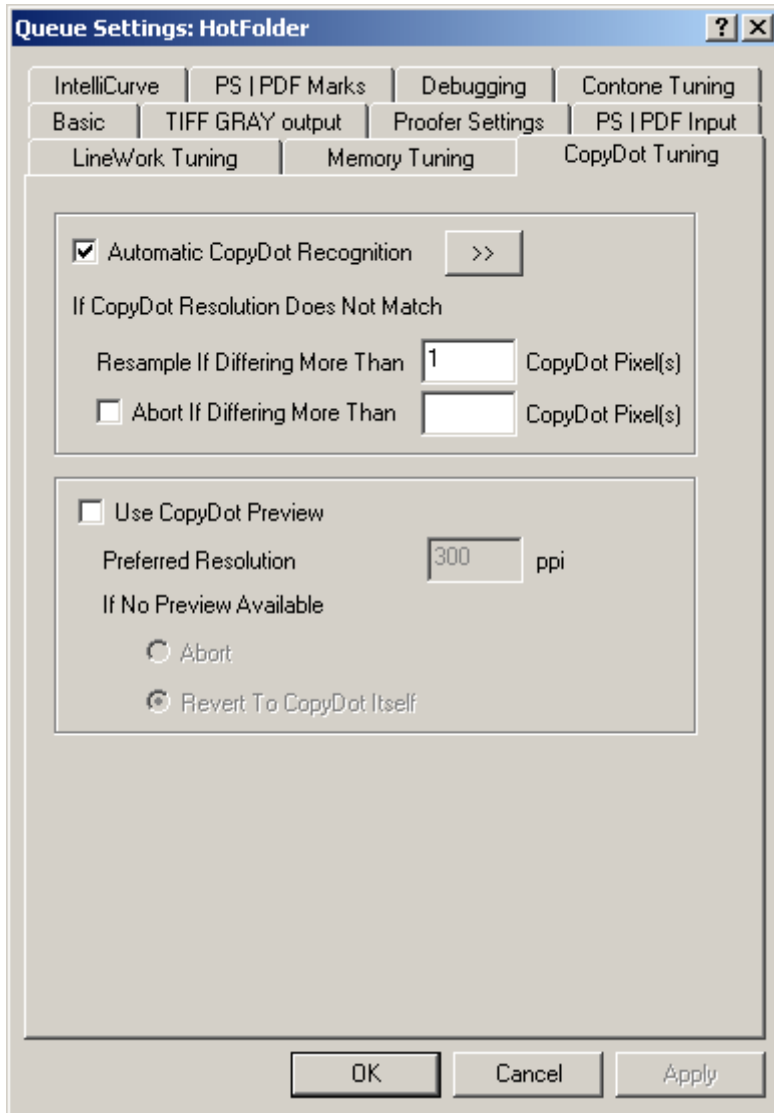 Queue Settings: HotFolder
IntelliCurve PS | PDF Marks Debugging Contone Tuning
Basic TIFF GRAY output Proofer Settings PS | PDF Input
LineWork Tuning Memory Tuning CopyDot Tuning
Automatic CopyDot Recognition >>
If CopyDot Resolution Does Not Match
Resample If Differing More Than 1 CopyDot Pixel(s)
Abort If Differing More Than CopyDot Pixel(s)
Use CopyDot Preview
Preferred Resolution 300 ppi
If No Preview Available
Abort
Revert To CopyDot Itself
OK Cancel Apply